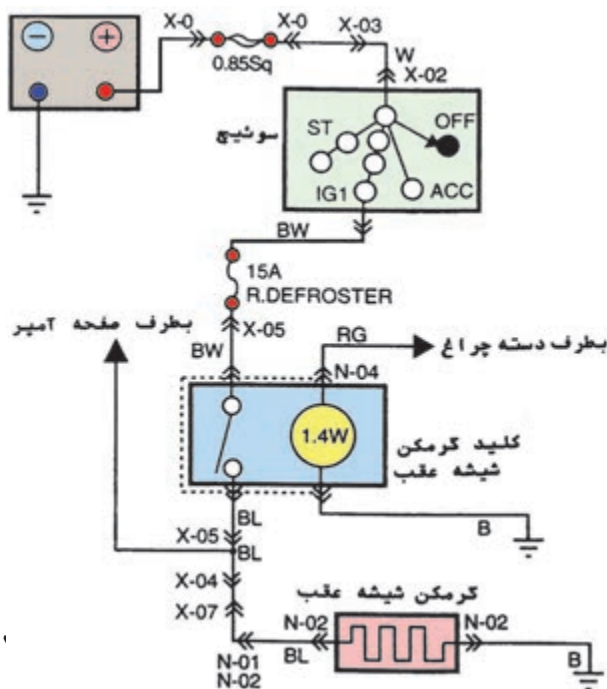 X-0
X-0
X-03
0.85Sq
W
X-02
سوئیچ
ST
OFF
IG1
ACC
BW
15A
R.DEFROSTER
بطرف صفحه آمپر
X-05
RG
بطرف دسته چراغ
BW
N-04
1.4W
کلید گرمکن
شیشه عقب
BL
X-05
BL
B
X-04
X-07
گرمکن شیشه عقب
N-02
N-02
BL
B
N-01
N-02